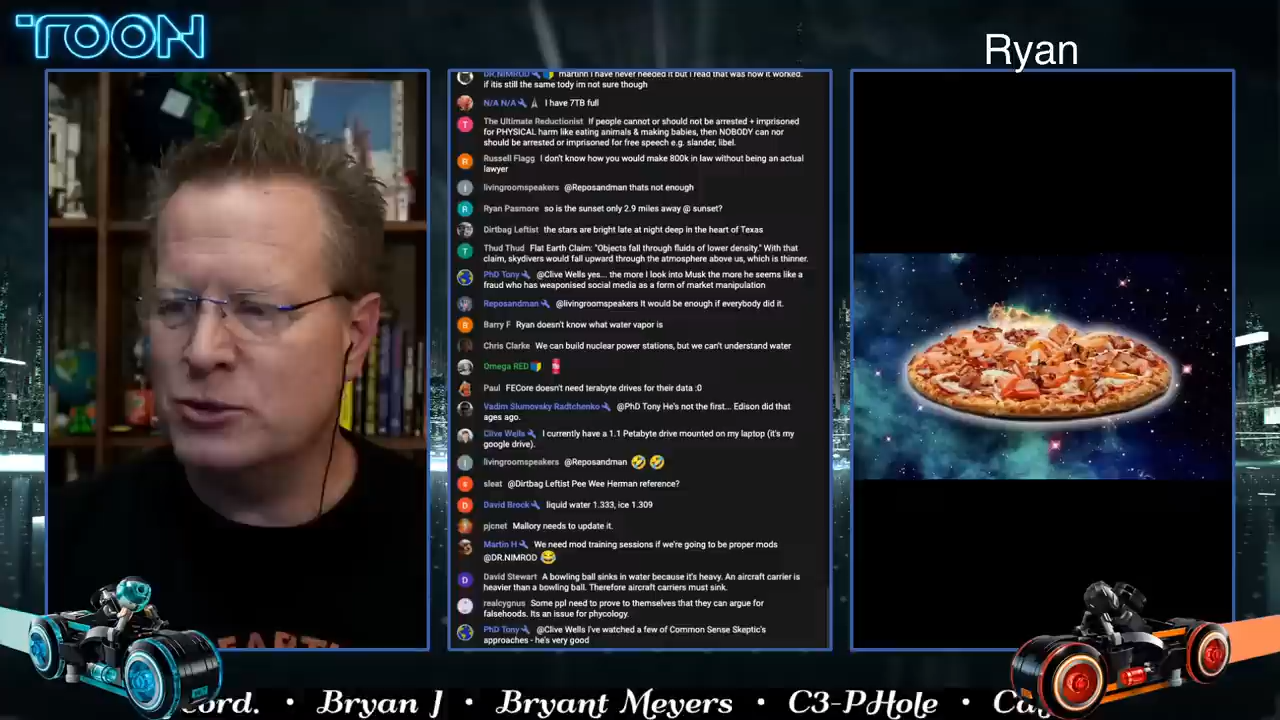 TOON
Ryan
DR.NIMROD martinh i have never needed it but i read that was how it worked.
if itis still the same tody im not sure though
N/A N/A I have 7TB full
The Ultimate Reductionist If people cannot or should not be arrested + imprisoned
for PHYSICAL harm like eating animals & making babies, then NOBODY can nor
should be arrested or imprisoned for free speech e.g. slander, libel.
Russell Flagg I don't know how you would make 800k in law without being an actual
lawyer
livingroomspeakers @Reposandman thats not enough
Ryan Pasmore so is the sunset only 2.9 miles away @ sunset?
Dirtbag Leftist the stars are bright late at night deep in the heart of Texas
Thud Thud Flat Earth Claim: "Objects fall through fluids of lower density." With that
claim, skydivers would fall upward through the atmosphere above us, which is thinner.
PhD Tony @Clive Wells yes... the more I look into Musk the more he seems like a
fraud who has weaponised social media as a form of market manipulation
Reposandman @livingroomspeakers It would be enough if everybody did it.
Barry F Ryan doesn't know what water vapor is
Chris Clarke We can build nuclear power stations, but we can't understand water
Omega RED
Paul FECore doesn't need terabyte drives for their data :0
Vadim Slumovsky Radtchenko @PhD Tony He's not the first... Edison did that
ages ago.
Clive Wells I currently have a 1.1 Petabyte drive mounted on my laptop (it's my
google drive).
livingroomspeakers @Reposandman 🤣 🤣
sleat @Dirtbag Leftist Pee Wee Herman reference?
David Brock liquid water 1.333, ice 1.309
pjcnet Mallory needs to update it.
Martin H We need mod training sessions if we're going to be proper mods
@DR.NIMROD 😂
David Stewart A bowling ball sinks in water because it's heavy. An aircraft carrier is
heavier than a bowling ball. Therefore aircraft carriers must sink.
realcygnus Some ppl need to prove to themselves that they can argue for
falsehoods. Its an issue for phycology.
PhD Tony @Clive Wells I've watched a few of Common Sense Skeptic's
approaches - he's very good
ord. • Bryan J • Bryant Meyers • C3-PHole • Ca